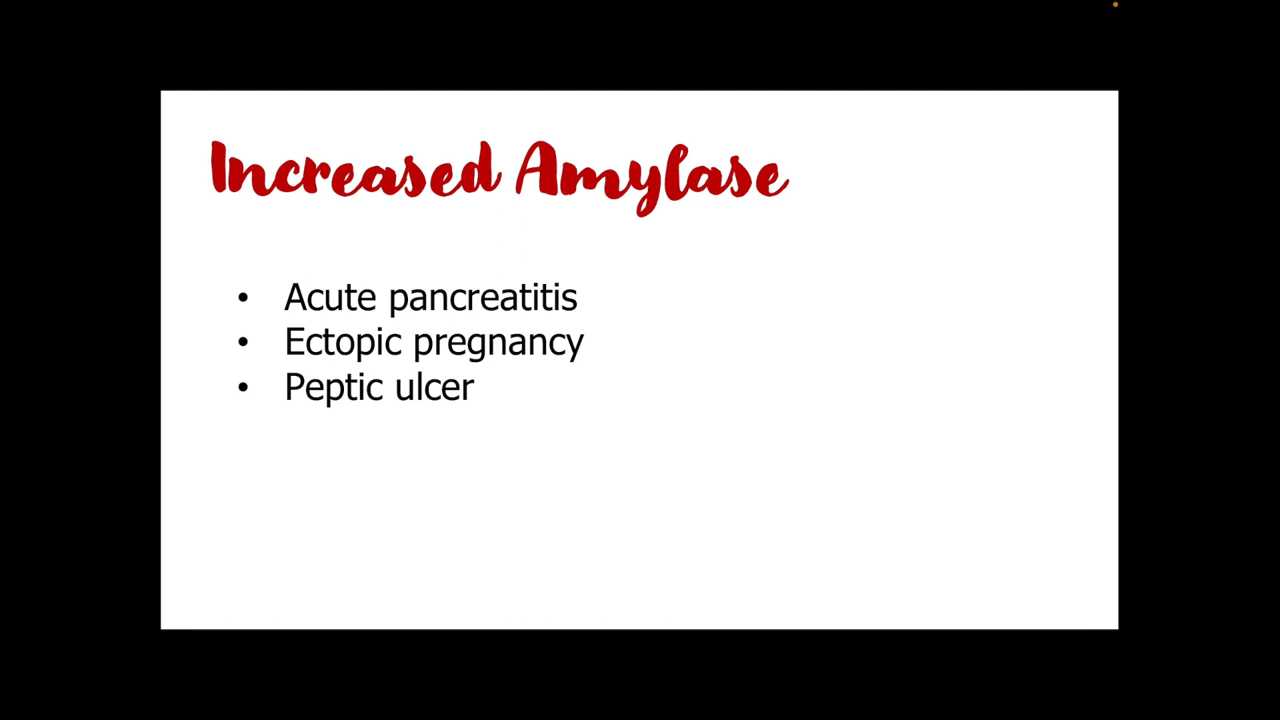 Increased Amylase
• Acute pancreatitis
• Ectopic pregnancy
• Peptic ulcer